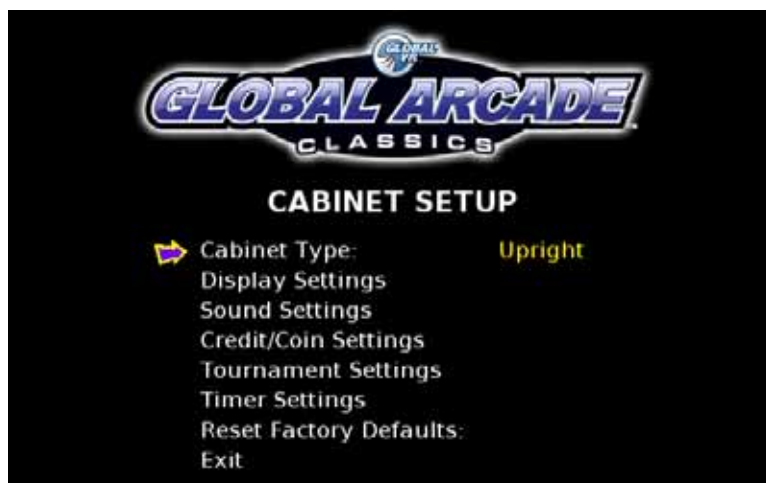 GLOBAL
VR
GLOBAL ARCADE
CLASSICS
CABINET SETUP
Cabinet Type: Upright
Display Settings
Sound Settings
Credit/Coin Settings
Tournament Settings
Timer Settings
Reset Factory Defaults:
Exit